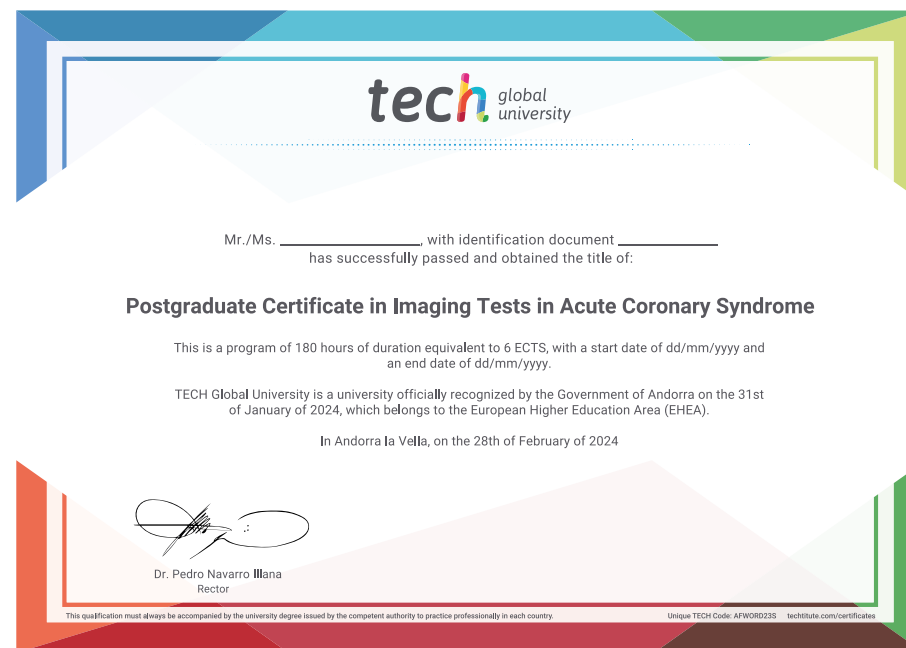 tech global university
Mr./Ms. ____________________, with identification document ______________
has successfully passed and obtained the title of:
Postgraduate Certificate in Imaging Tests in Acute Coronary Syndrome
This is a program of 180 hours of duration equivalent to 6 ECTS, with a start date of dd/mm/yyyy and
an end date of dd/mm/yyyy.
TECH Global University is a university officially recognized by the Government of Andorra on the 31st
of January of 2024, which belongs to the European Higher Education Area (EHEA).
In Andorra la Vella, on the 28th of February of 2024
Dr. Pedro Navarro Illana
Rector
This qualification must always be accompanied by the university degree issued by the competent authority to practice professionally in each country.
Unique TECH Code: AFWORD23S techtitute.com/certificates